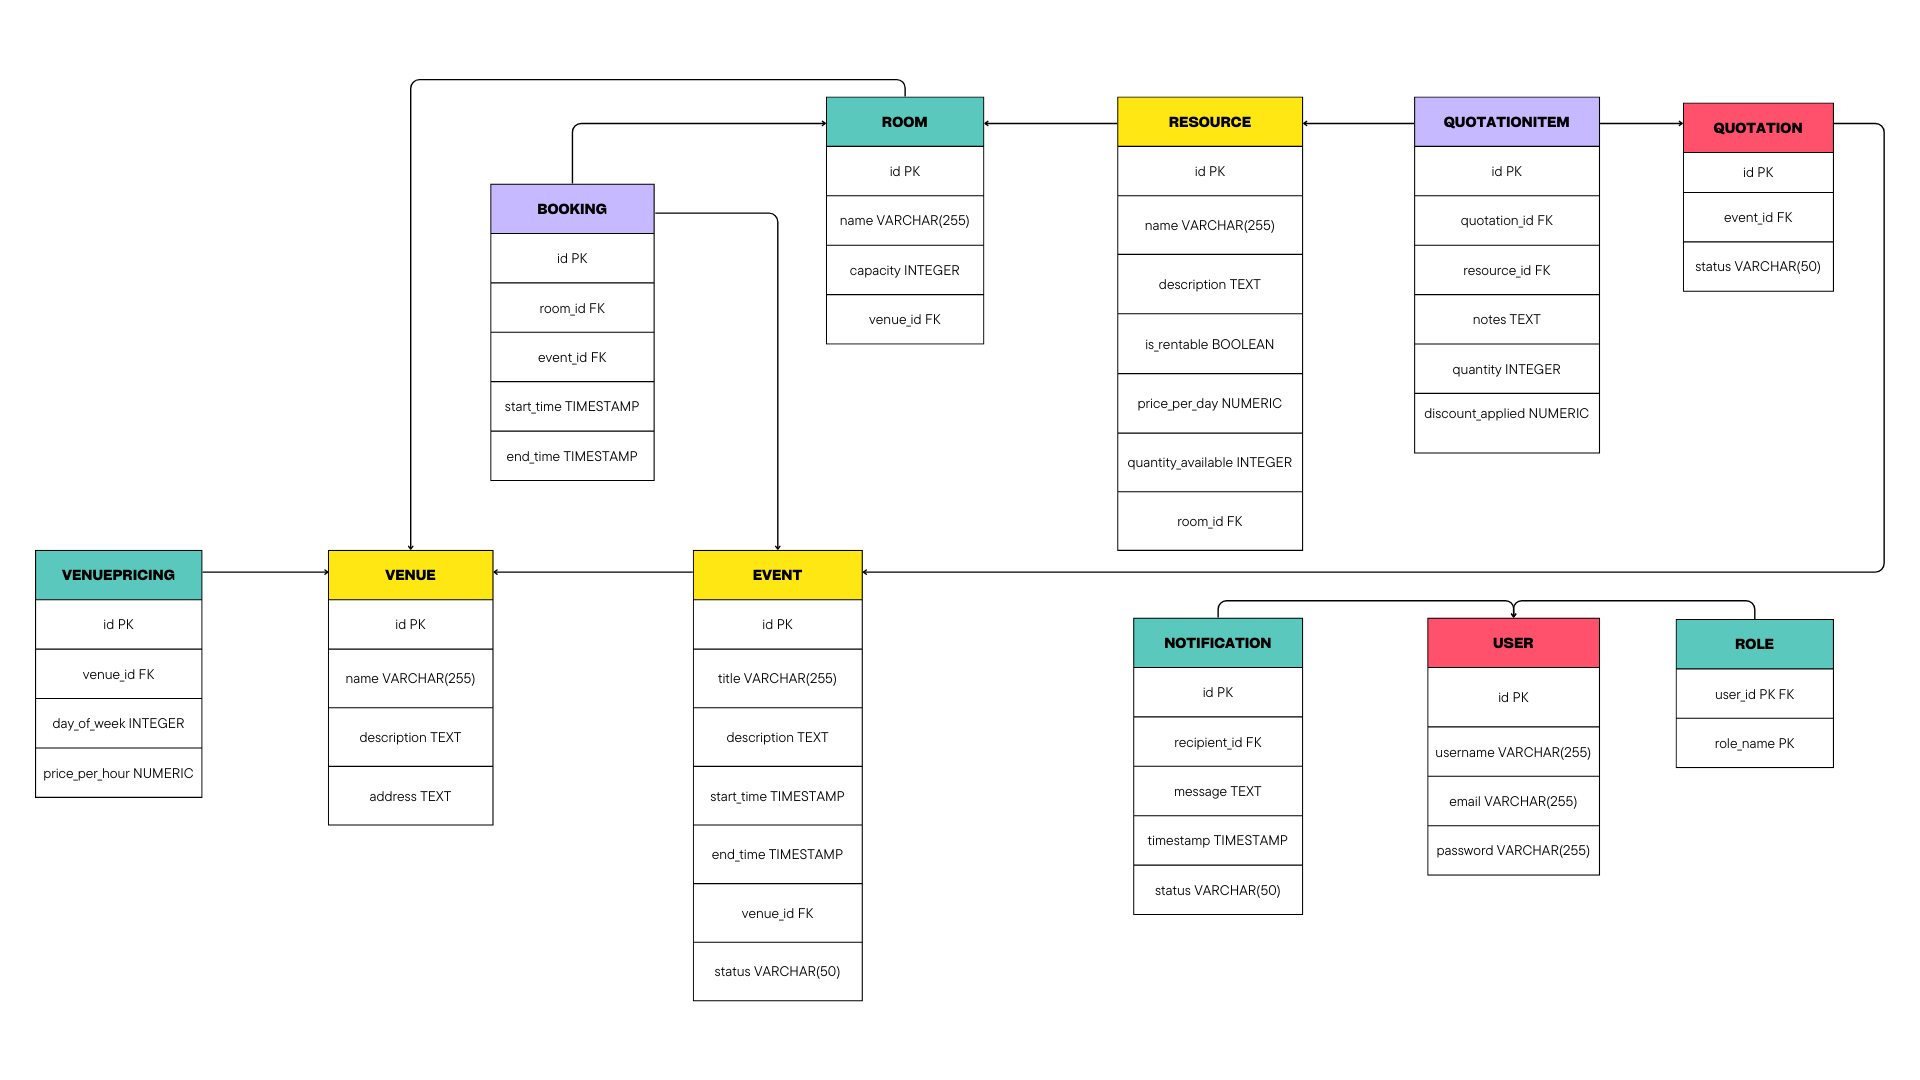 ROOM
id PK
name VARCHAR(255)
capacity INTEGER
venue_id FK
RESOURCE
id PK
name VARCHAR(255)
description TEXT
is_rentable BOOLEAN
price_per_day NUMERIC
quantity_available INTEGER
room_id FK
QUOTATIONITEM
id PK
quotation_id FK
resource_id FK
notes TEXT
quantity INTEGER
discount_applied NUMERIC
QUOTATION
id PK
event_id FK
status VARCHAR(50)
BOOKING
id PK
room_id FK
event_id FK
start_time TIMESTAMP
end_time TIMESTAMP
VENUEPRICING
id PK
venue_id FK
day_of_week INTEGER
price_per_hour NUMERIC
VENUE
id PK
name VARCHAR(255)
description TEXT
address TEXT
EVENT
id PK
title VARCHAR(255)
description TEXT
start_time TIMESTAMP
end_time TIMESTAMP
venue_id FK
status VARCHAR(50)
NOTIFICATION
id PK
recipient_id FK
message TEXT
timestamp TIMESTAMP
status VARCHAR(50)
USER
id PK
username VARCHAR(255)
email VARCHAR(255)
password VARCHAR(255)
ROLE
user_id PK FK
role_name PK